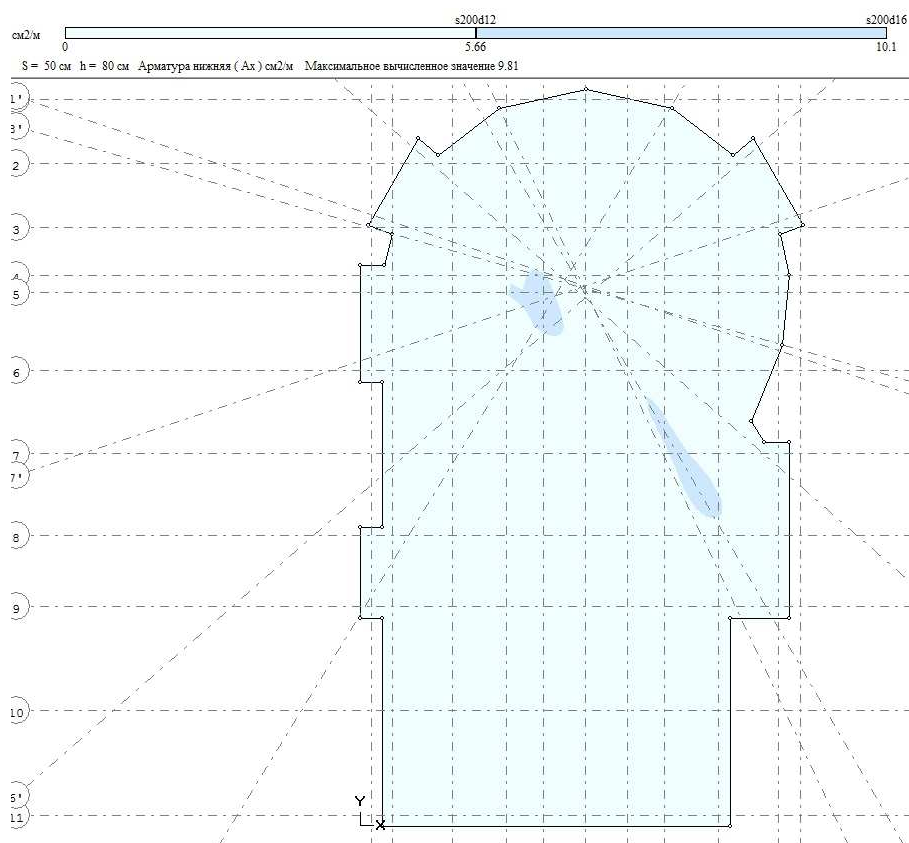 s200d12 s200d16
см2/м
0 5.66 10.1
S = 50 см h = 80 см Арматура нижняя ( Ax ) см2/м Максимальное вычисленное значение 9.81
1'
3'
2
3
4
5
6
7
7'
8
9
10
Y
11
X